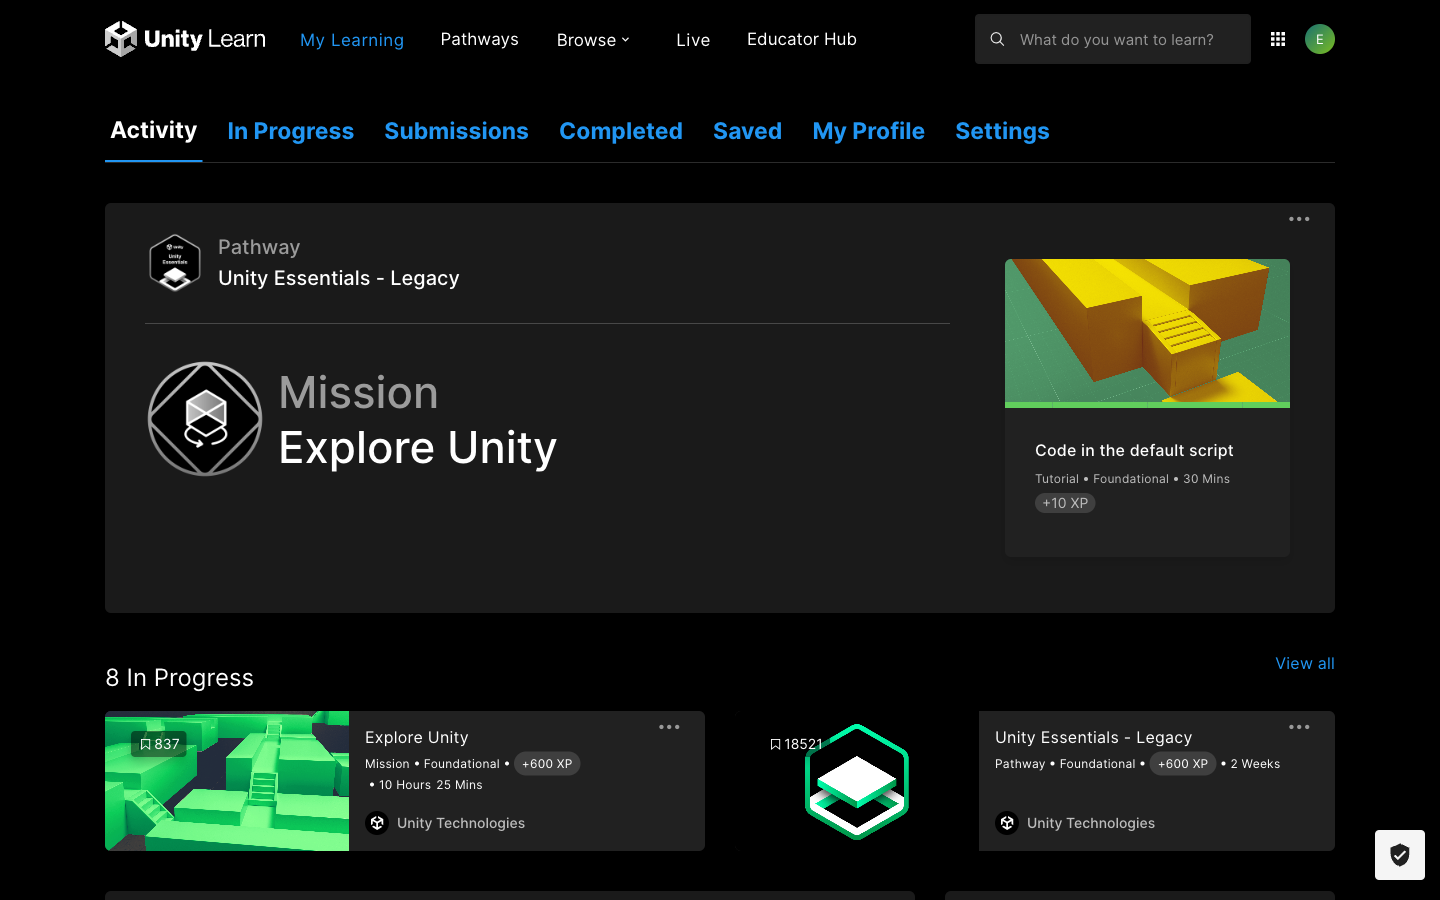 Unity Learn
My Learning
Pathways
Browse
Live
Educator Hub
What do you want to learn?
E
Activity
In Progress
Submissions
Completed
Saved
My Profile
Settings
Unity
Unity
Essentials
Pathway
Unity Essentials - Legacy
Mission
Explore Unity
Code in the default script
Tutorial • Foundational • 30 Mins
+10 XP
8 In Progress
View all
837
Explore Unity
Mission • Foundational • +600 XP
• 10 Hours 25 Mins
Unity Technologies
18521
Unity Essentials - Legacy
Pathway • Foundational • +600 XP • 2 Weeks
Unity Technologies